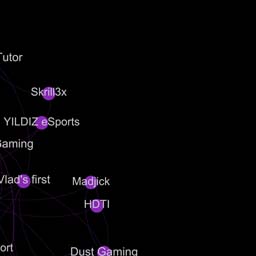 Tutor
Skrill3x
YILDIZ eSports
Gaming
Vlad's first
Madjick
HDTI
ort
Dust Gaming